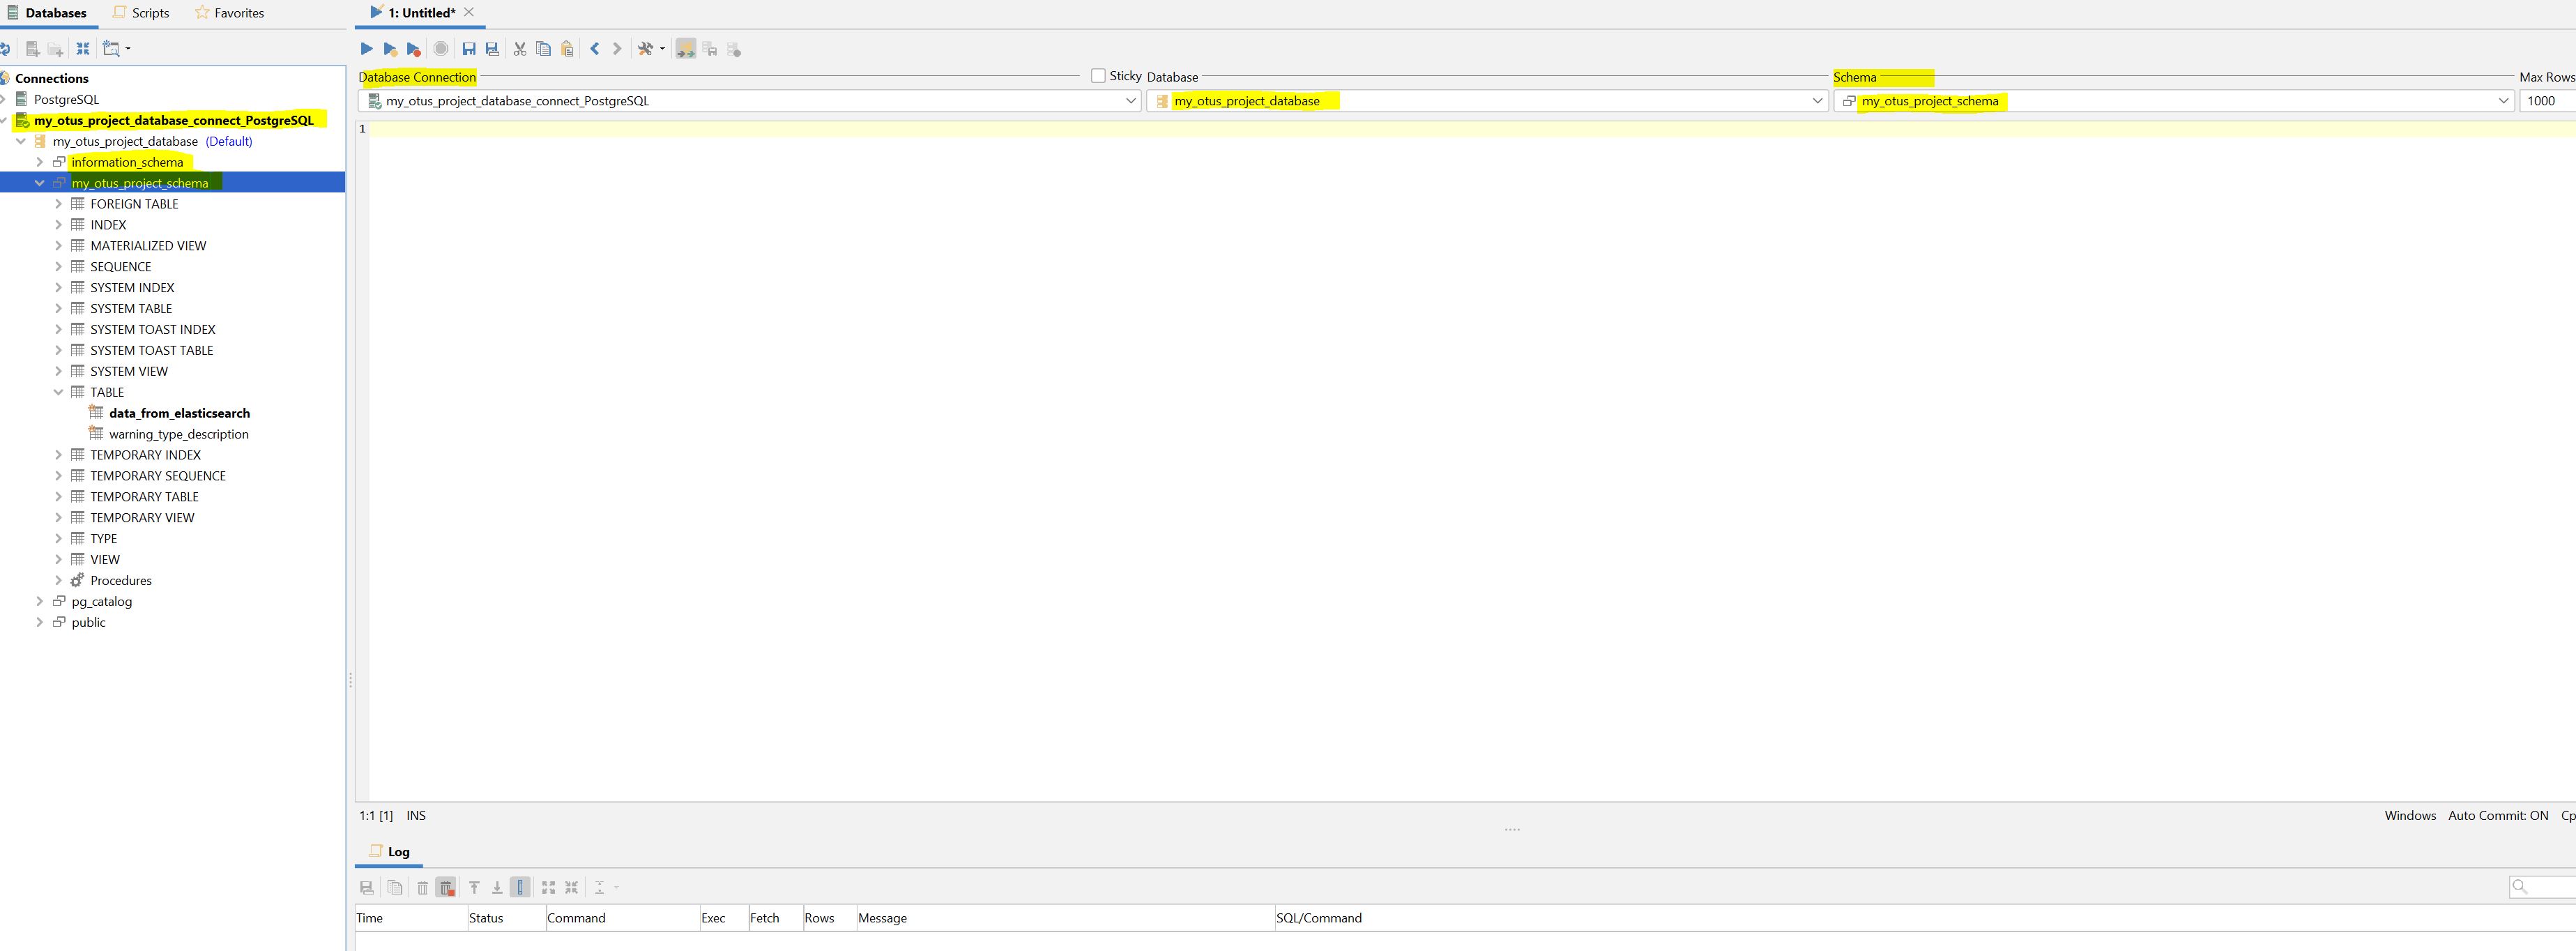 Databases Scripts Favorites
1: Untitled*
Connections
PostgreSQL
my_otus_project_database_connect_PostgreSQL
my_otus_project_database (Default)
information_schema
my_otus_project_schema
FOREIGN TABLE
INDEX
MATERIALIZED VIEW
SEQUENCE
SYSTEM INDEX
SYSTEM TABLE
SYSTEM TOAST INDEX
SYSTEM TOAST TABLE
SYSTEM VIEW
TABLE
data_from_elasticsearch
warning_type_description
TEMPORARY INDEX
TEMPORARY SEQUENCE
TEMPORARY TABLE
TEMPORARY VIEW
TYPE
VIEW
Procedures
pg_catalog
public
Database Connection Sticky Database Schema Max Rows
my_otus_project_database_connect_PostgreSQL my_otus_project_database my_otus_project_schema 1000
1
1:1 [1] INS Windows Auto Commit: ON Cp
Log
Time Status Command Exec Fetch Rows Message SQL/Command